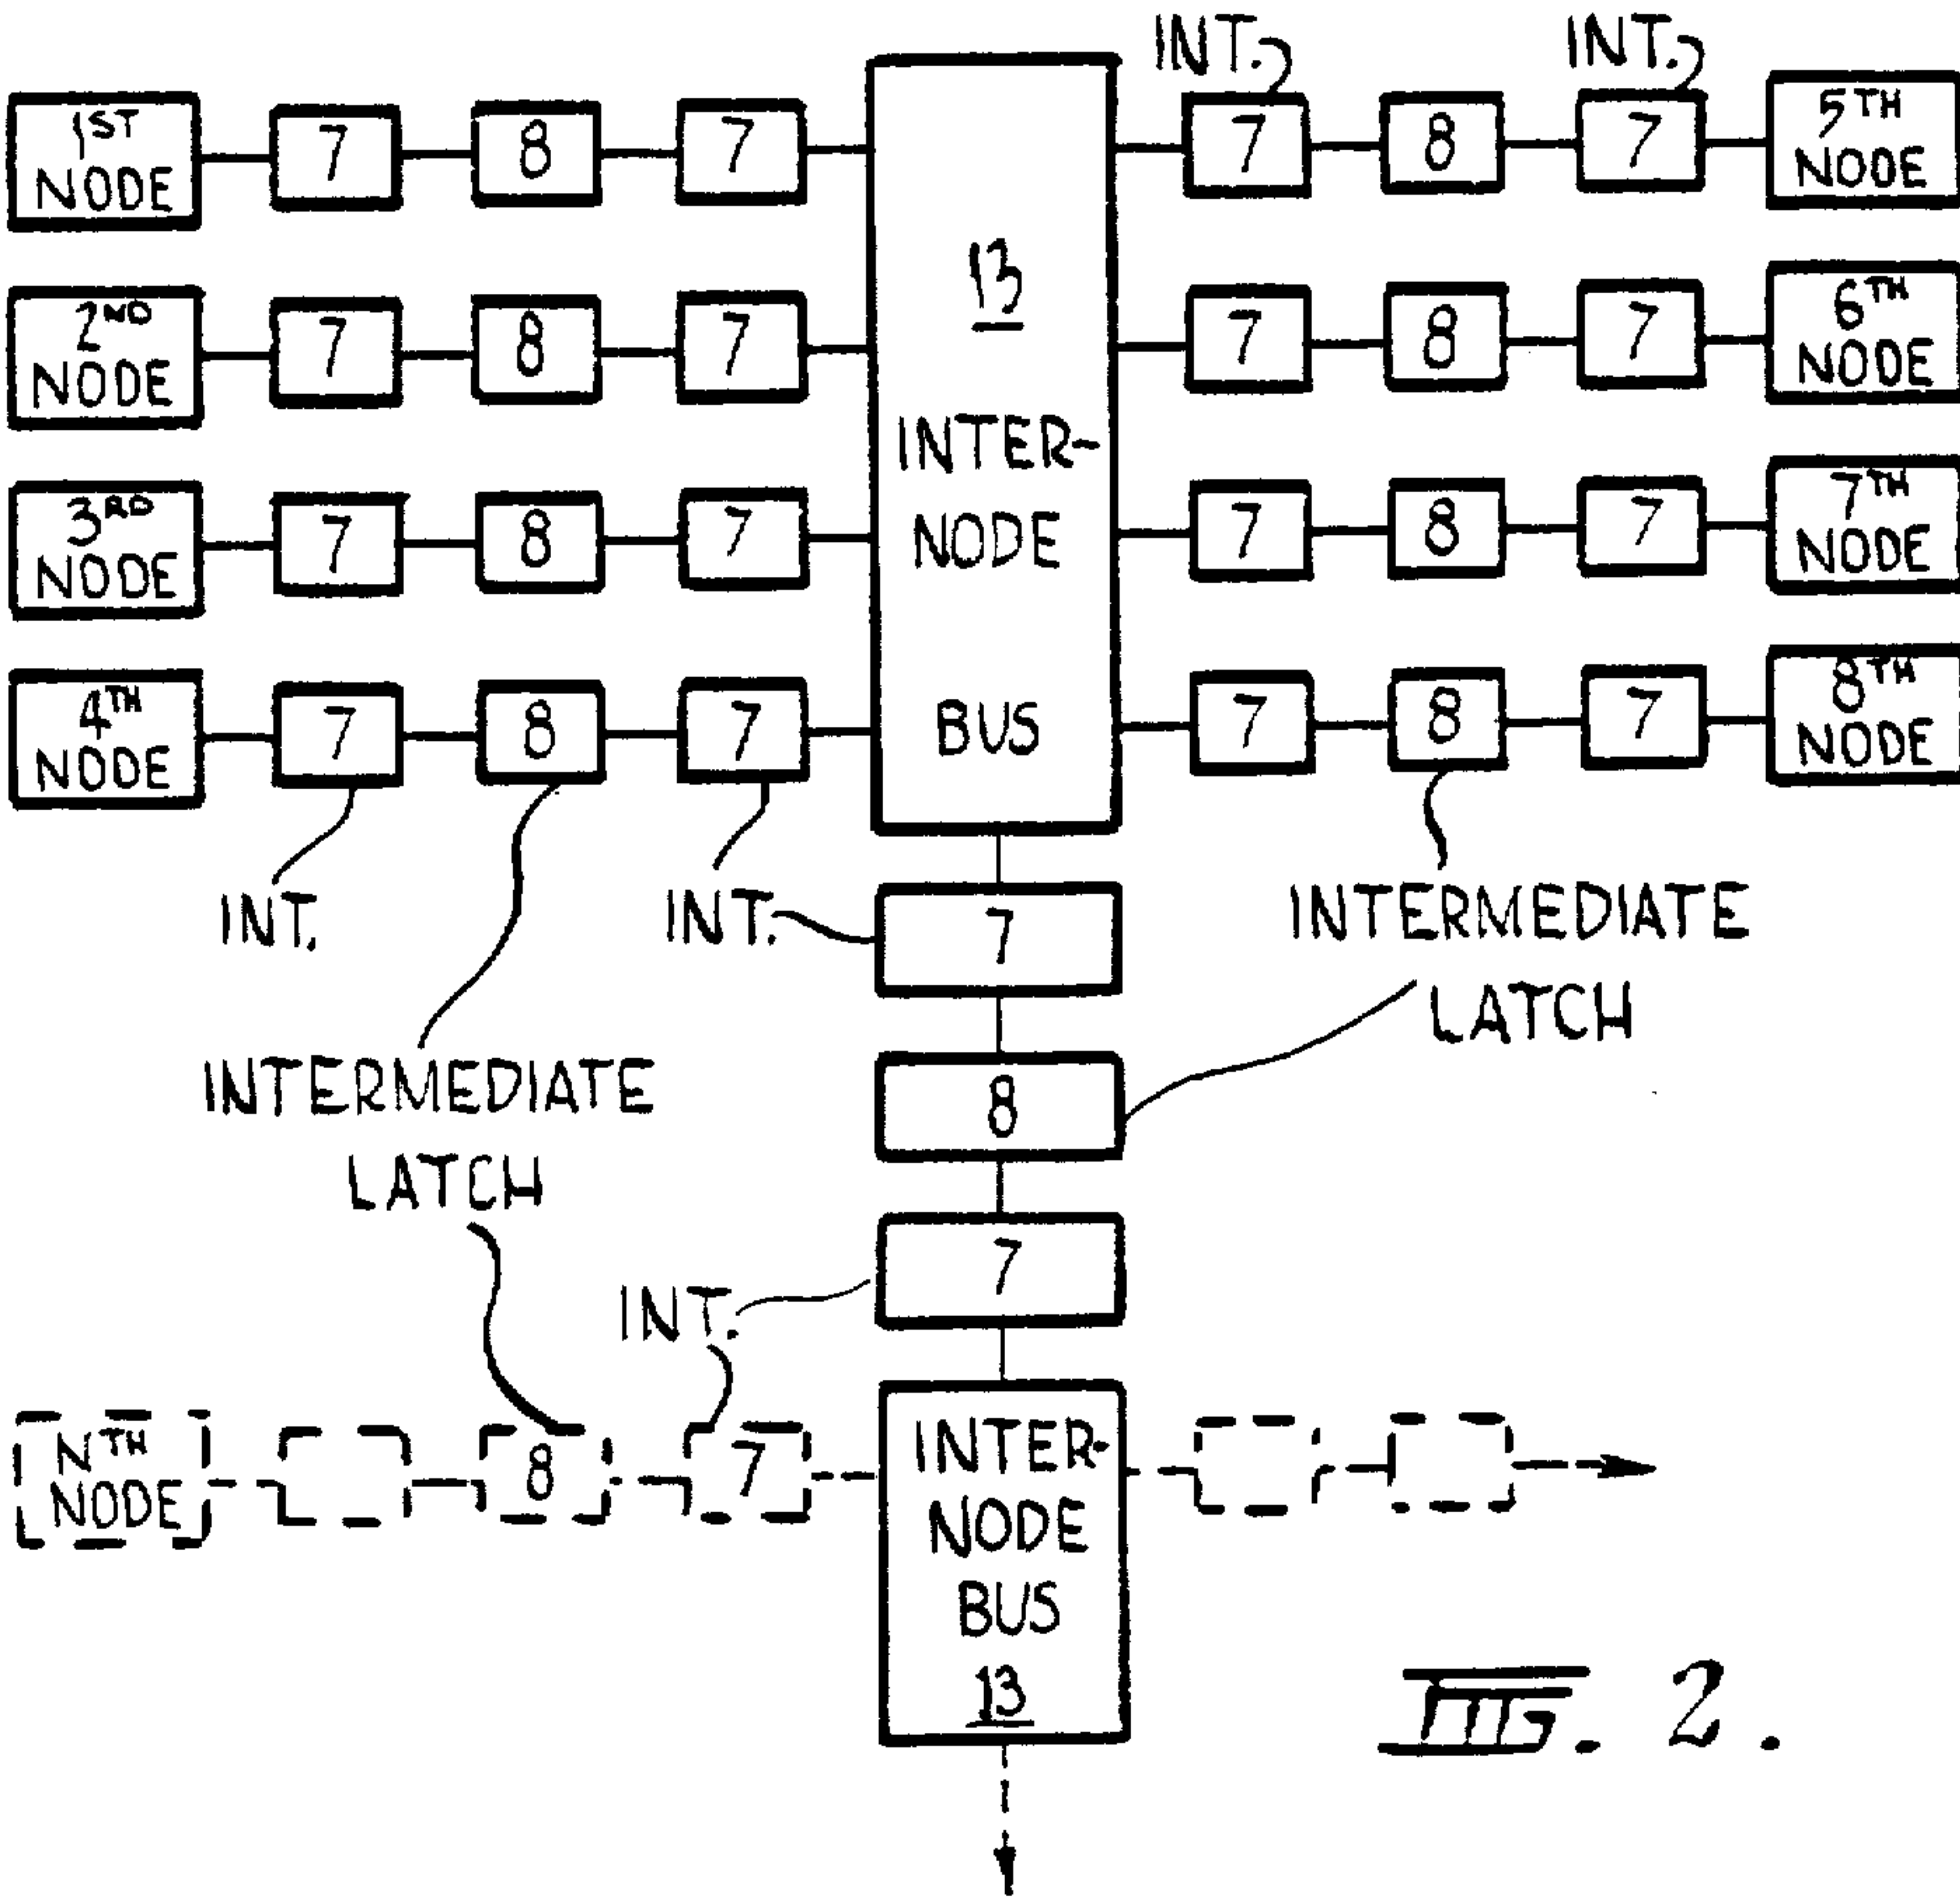 INT. INT.
1ST NODE 7 8 7 7 8 7 5TH NODE
13
2ND NODE 7 8 7 7 8 7 6TH NODE
INTER-
3RD NODE 7 8 7 NODE 7 8 7 7TH NODE
4TH NODE 7 8 7 BUS 7 8 7 8TH NODE
INT. INT. 7 INTERMEDIATE
LATCH
INTERMEDIATE 8
LATCH
7
INT.
NTH NODE 8 7 INTER-
NODE
BUS
13
FIG. 2.